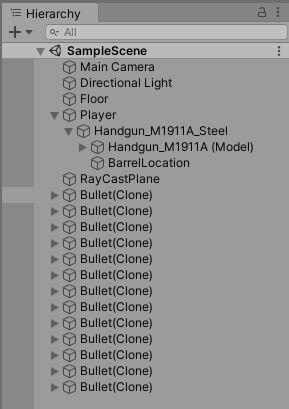 Hierarchy
All
SampleScene
Main Camera
Directional Light
Floor
Player
Handgun_M1911A_Steel
Handgun_M1911A (Model)
BarrelLocation
RayCastPlane
Bullet(Clone)
Bullet(Clone)
Bullet(Clone)
Bullet(Clone)
Bullet(Clone)
Bullet(Clone)
Bullet(Clone)
Bullet(Clone)
Bullet(Clone)
Bullet(Clone)
Bullet(Clone)
Bullet(Clone)
Bullet(Clone)